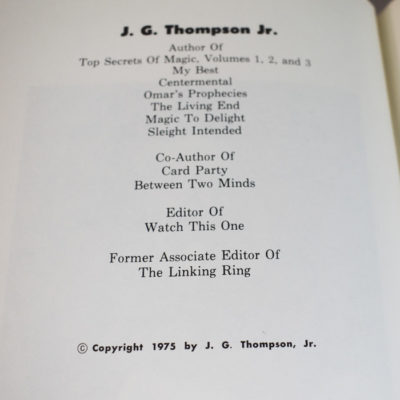 J. G. Thompson Jr.
Author Of
Top Secrets Of Magic, Volumes 1, 2, and 3
My Best
Centermental
Omar's Prophecies
The Living End
Magic To Delight
Sleight Intended
Co-Author Of
Card Party
Between Two Minds
Editor Of
Watch This One
Former Associate Editor Of
The Linking Ring
© Copyright 1975 by J. G. Thompson, Jr.